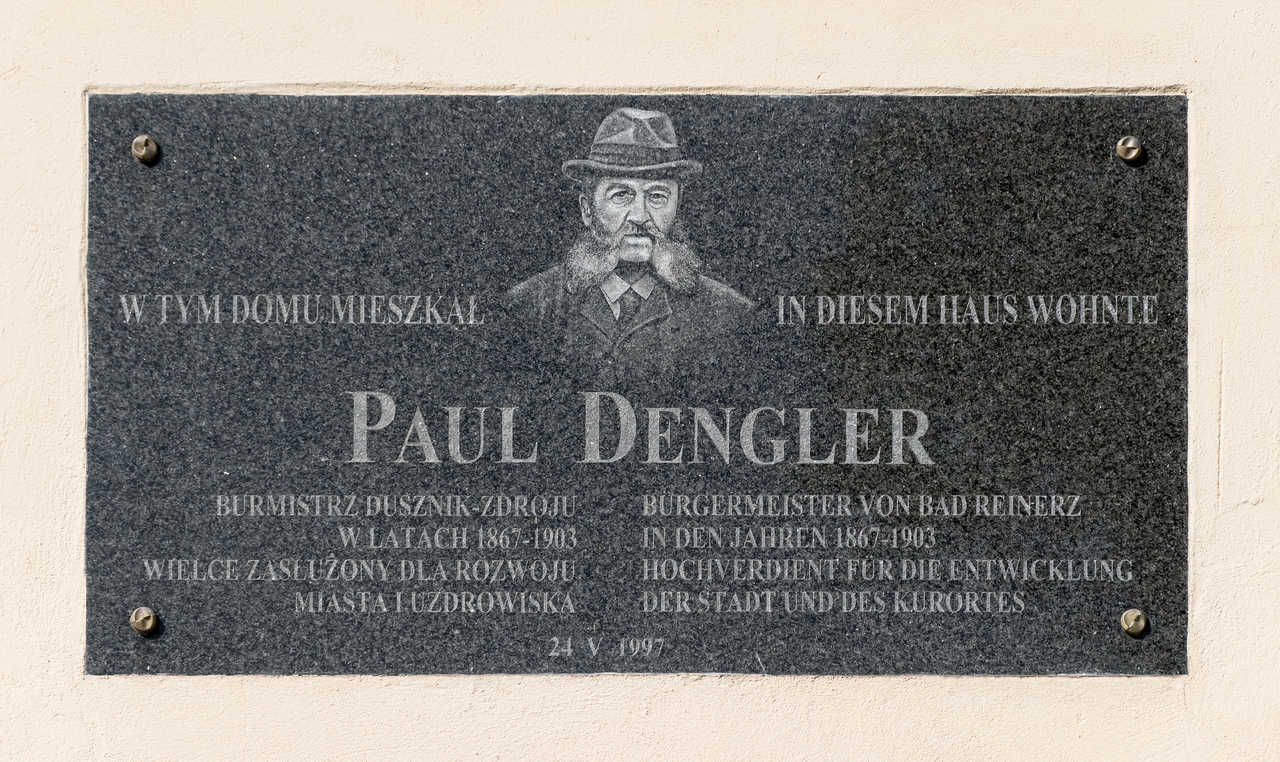 W TYM DOMU MIESZKAŁ
IN DIESEM HAUS WOHNTE
PAUL DENGLER
BURMISTRZ DUSZNIK-ZDROJU
W LATACH 1867-1903
WIELCE ZASŁUŻONY DLA ROZWOJU
MIASTA I UZDROWISKA
BÜRGERMEISTER VON BAD REINERZ
IN DEN JAHREN 1867-1903
HOCHVERDIENT FÜR DIE ENTWICKLUNG
DER STADT UND DES KURORTES
24 V 1997